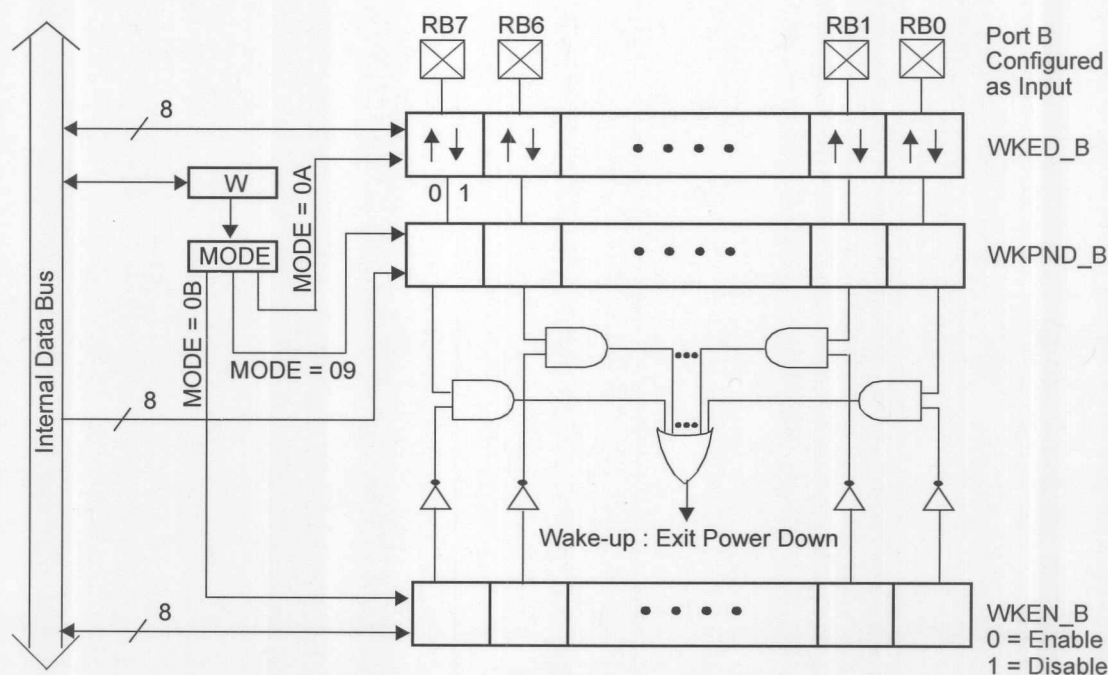 RB7 RB6 RB1 RB0
Port B
Configured
as Input
8
WKED_B
W
0 1
MODE = 0A
MODE
WKPND_B
MODE = 0B
MODE = 09
Internal Data Bus
8
Wake-up : Exit Power Down
8
WKEN_B
0 = Enable
1 = Disable